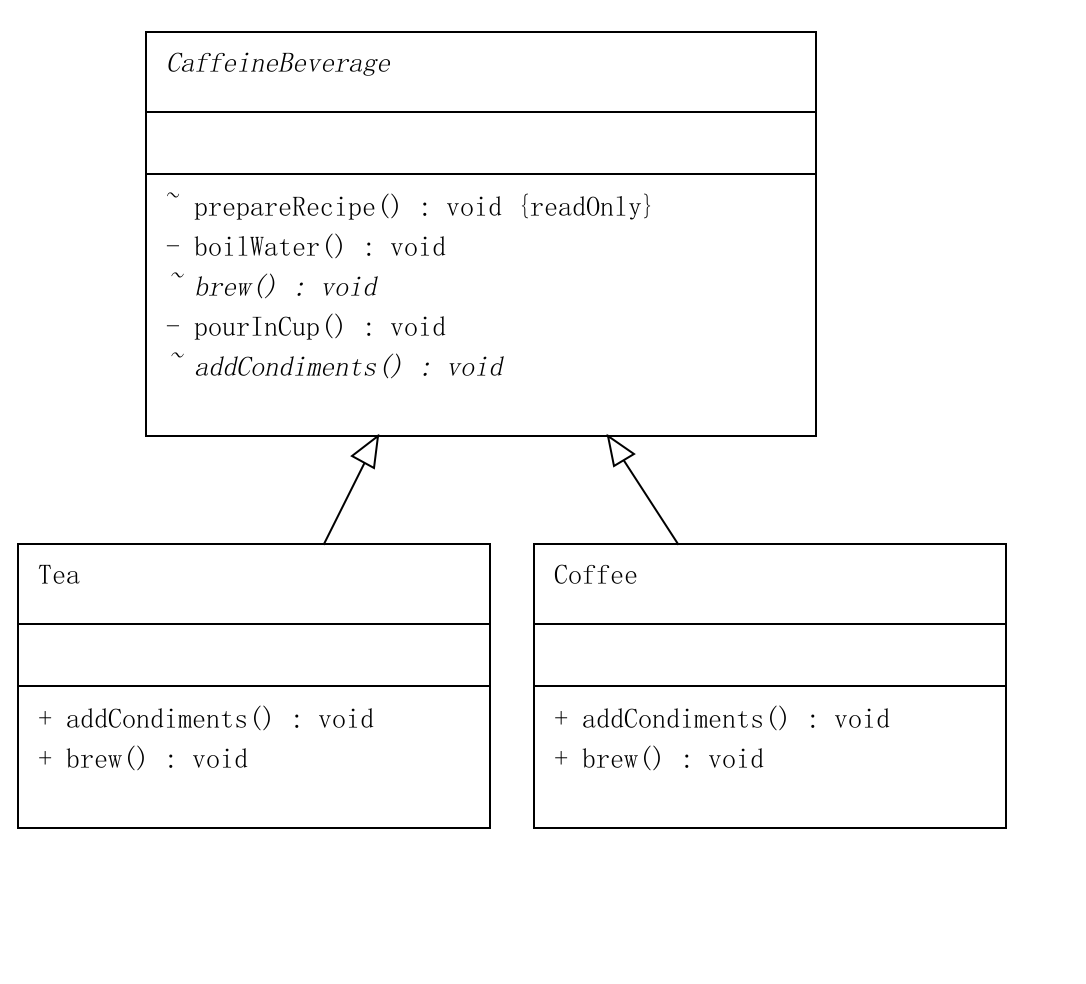 CaffeineBeverage
~ prepareRecipe() : void {readOnly}
- boilWater() : void
~ brew() : void
- pourInCup() : void
~ addCondiments() : void
Tea
+ addCondiments() : void
+ brew() : void
Coffee
+ addCondiments() : void
+ brew() : void